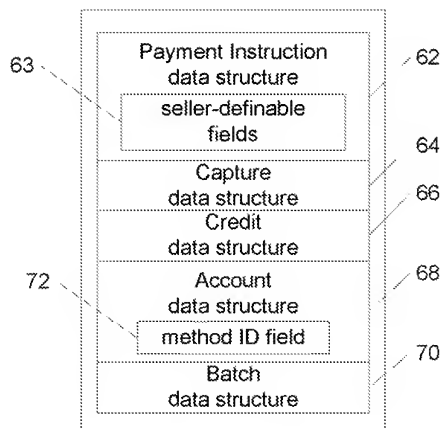 Payment Instruction
data structure
63
62
seller-definable
fields
64
Capture
data structure
66
Credit
data structure
72
Account
data structure
68
method ID field
70
Batch
data structure